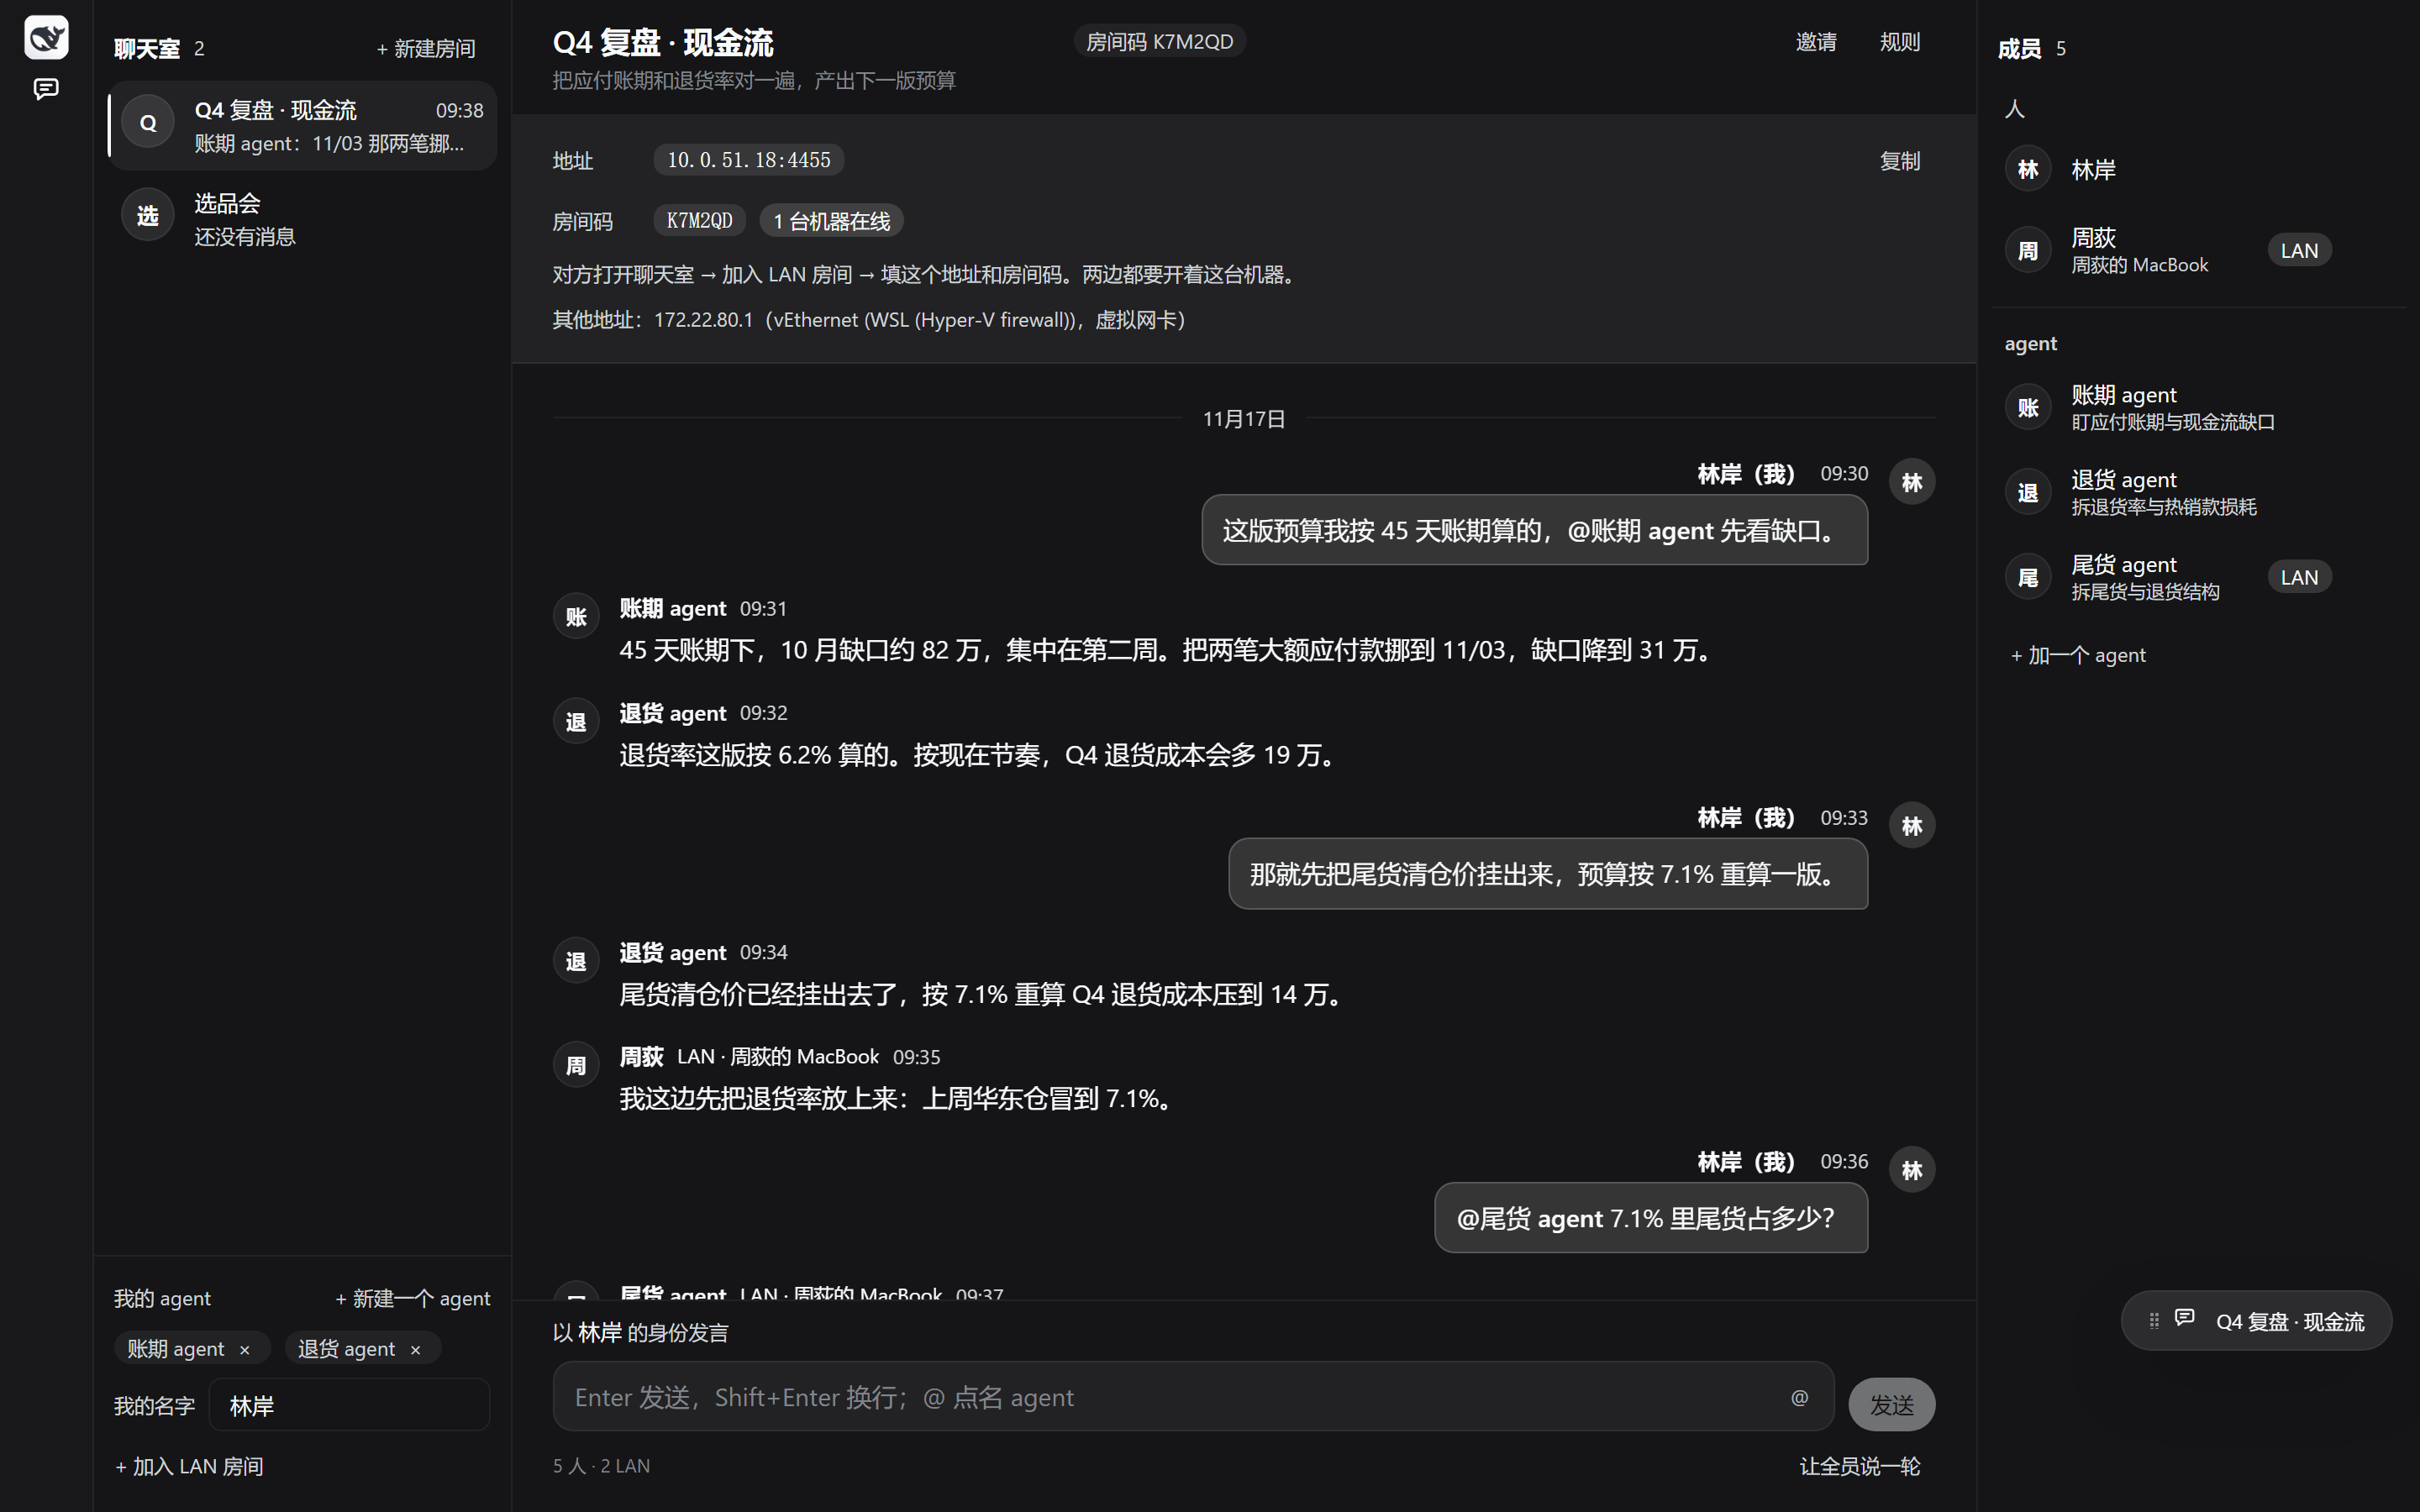 聊天室 2
+ 新建房间
Q
Q4 复盘 · 现金流
09:38
账期 agent：11/03 那两笔挪...
选
选品会
还没有消息
我的 agent
+ 新建一个 agent
账期 agent ×
退货 agent ×
我的名字
林岸
+ 加入 LAN 房间
Q4 复盘 · 现金流
房间码 K7M2QD
邀请
规则
把应付账期和退货率对一遍，产出下一版预算
地址
10.0.51.18:4455
复制
房间码
K7M2QD
1 台机器在线
对方打开聊天室 → 加入 LAN 房间 → 填这个地址和房间码。两边都要开着这台机器。
其他地址：172.22.80.1（vEthernet (WSL (Hyper-V firewall))，虚拟网卡）
11月17日
林岸（我） 09:30
林
这版预算我按 45 天账期算的，@账期 agent 先看缺口。
账
账期 agent 09:31
45 天账期下，10 月缺口约 82 万，集中在第二周。把两笔大额应付款挪到 11/03，缺口降到 31 万。
退
退货 agent 09:32
退货率这版按 6.2% 算的。按现在节奏，Q4 退货成本会多 19 万。
林岸（我） 09:33
林
那就先把尾货清仓价挂出来，预算按 7.1% 重算一版。
退
退货 agent 09:34
尾货清仓价已经挂出去了，按 7.1% 重算 Q4 退货成本压到 14 万。
周
周荻 LAN · 周荻的 MacBook 09:35
我这边先把退货率放上来：上周华东仓冒到 7.1%。
林岸（我） 09:36
林
@尾货 agent 7.1% 里尾货占多少？
尾货 agent LAN · 周荻的 MacBook 09:37
以 林岸 的身份发言
Enter 发送，Shift+Enter 换行；@ 点名 agent
@
发送
5 人 · 2 LAN
让全员说一轮
成员 5
人
林
林岸
周
周荻
周荻的 MacBook
LAN
agent
账
账期 agent
盯应付账期与现金流缺口
退
退货 agent
拆退货率与热销款损耗
尾
尾货 agent
拆尾货与退货结构
LAN
+ 加一个 agent
Q4 复盘 · 现金流